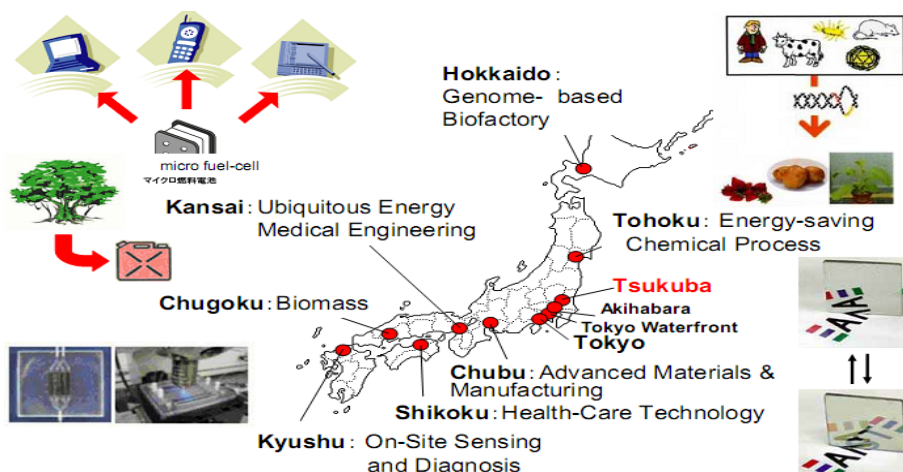 Hokkaido:
Genome- based
Biofactory
micro fuel-cell
マイクロ燃料電池
Kansai: Ubiquitous Energy
Medical Engineering
Tohoku: Energy-saving
Chemical Process
Tsukuba
Chugoku: Biomass
Akihabara
Tokyo Waterfront
Tokyo
Chubu: Advanced Materials &
Manufacturing
Shikoku: Health-Care Technology
Kyushu: On-Site Sensing
and Diagnosis